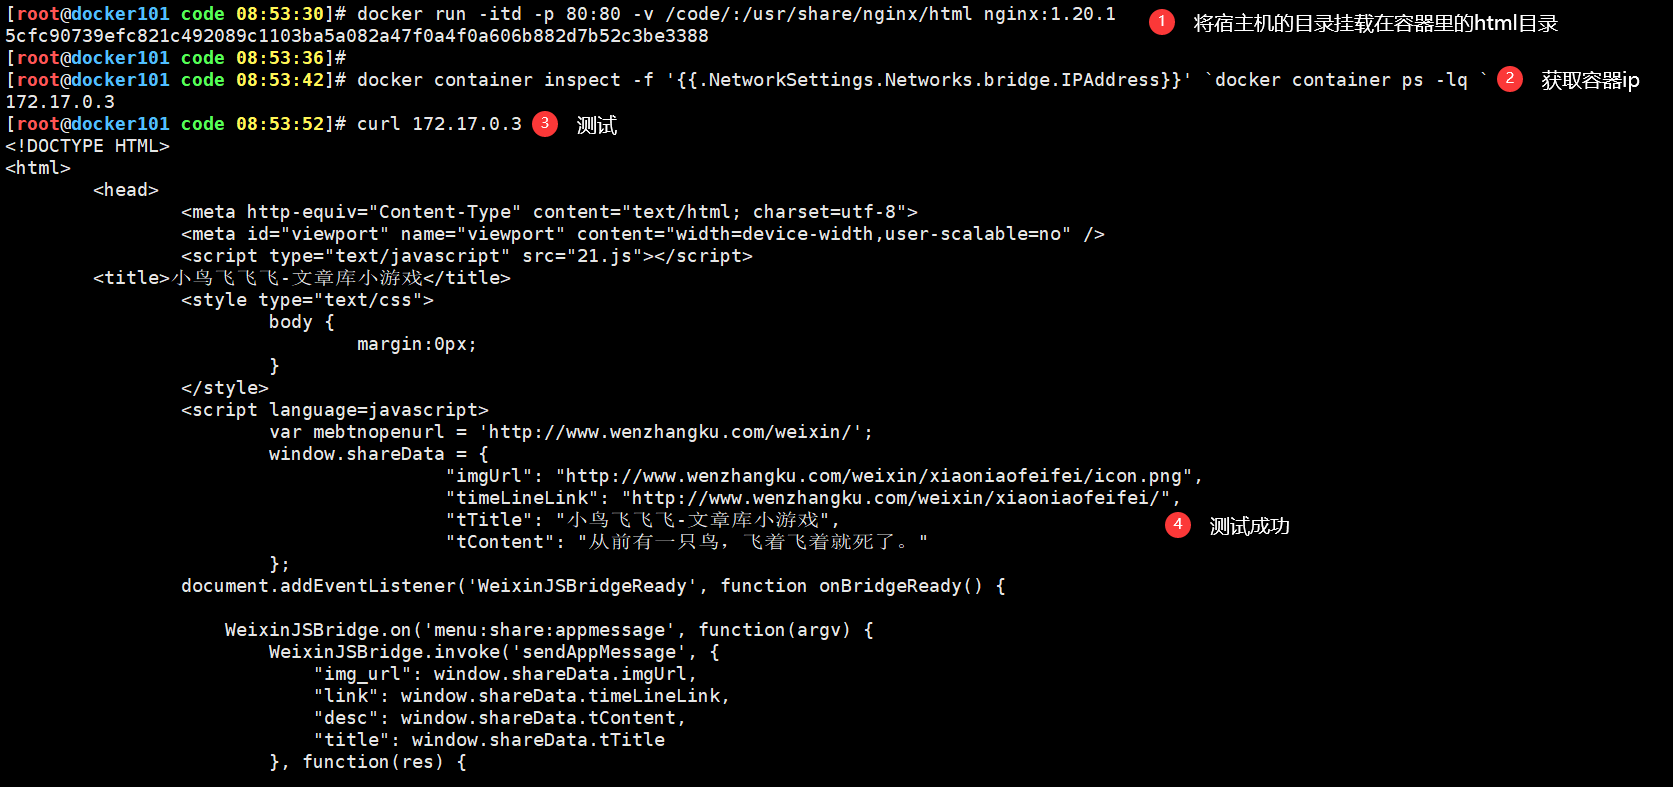 [root@docker101 code 08:53:30]# docker run -itd -p 80:80 -v /code/:/usr/share/nginx/html nginx:1.20.1 1 将宿主机的目录挂载在容器里的html目录
5cfc90739efc821c492089c1103ba5a082a47f0a4f0a606b882d7b52c3be3388
[root@docker101 code 08:53:36]#
[root@docker101 code 08:53:42]# docker container inspect -f '{{.NetworkSettings.Networks.bridge.IPAddress}}' `docker container ps -lq ` 2 获取容器ip
172.17.0.3
[root@docker101 code 08:53:52]# curl 172.17.0.3 3 测试
<!DOCTYPE HTML>
<html>
<head>
<meta http-equiv="Content-Type" content="text/html; charset=utf-8">
<meta id="viewport" name="viewport" content="width=device-width,user-scalable=no" />
<script type="text/javascript" src="21.js"></script>
<title>小鸟飞飞飞-文章库小游戏</title>
<style type="text/css">
body {
margin:0px;
}
</style>
<script language=javascript>
var mebtnopenurl = 'http://www.wenzhangku.com/weixin/';
window.shareData = {
"imgUrl": "http://www.wenzhangku.com/weixin/xiaoniaofeifei/icon.png",
"timeLineLink": "http://www.wenzhangku.com/weixin/xiaoniaofeifei/",
"tTitle": "小鸟飞飞飞-文章库小游戏", 4 测试成功
"tContent": "从前有一只鸟，飞着飞着就死了。"
};
document.addEventListener('WeixinJSBridgeReady', function onBridgeReady() {
WeixinJSBridge.on('menu:share:appmessage', function(argv) {
WeixinJSBridge.invoke('sendAppMessage', {
"img_url": window.shareData.imgUrl,
"link": window.shareData.timeLineLink,
"desc": window.shareData.tContent,
"title": window.shareData.tTitle
}, function(res) {